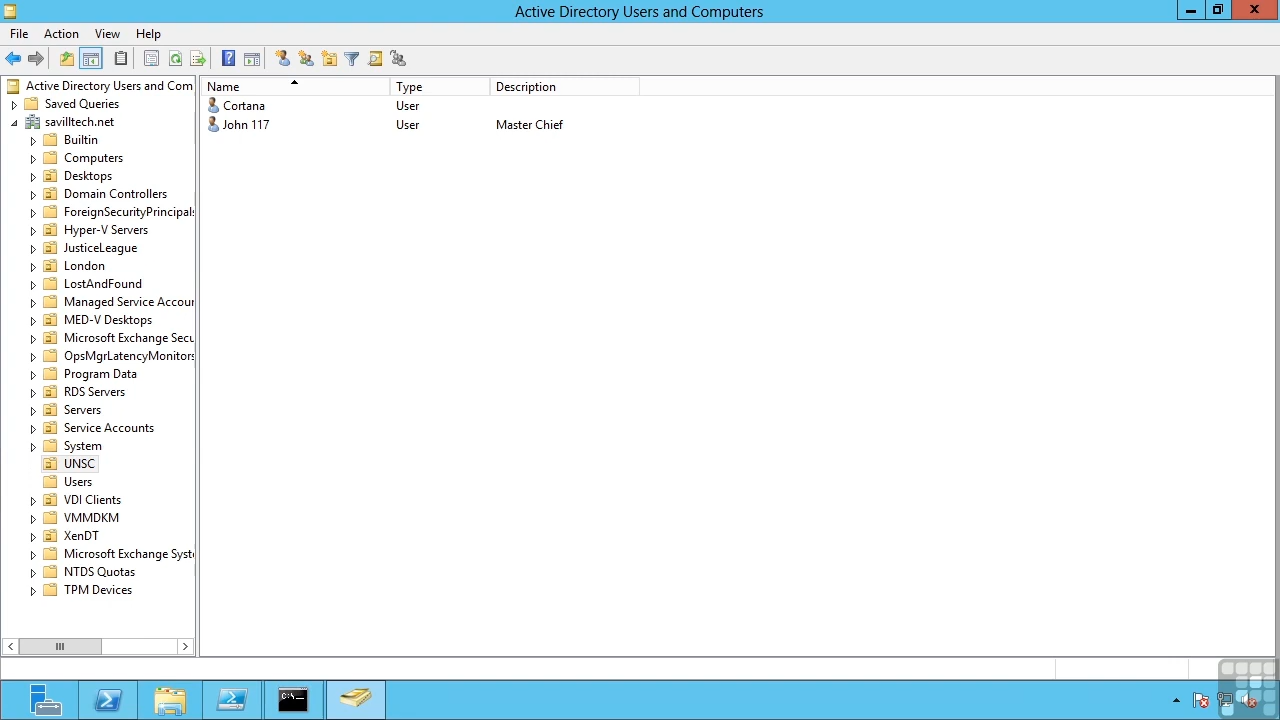 Active Directory Users and Computers
File Action View Help
Active Directory Users and Com
Name Type Description
Saved Queries
Cortana User
savilltech.net
John 117 User Master Chief
Builtin
Computers
Desktops
Domain Controllers
ForeignSecurityPrincipals
Hyper-V Servers
JusticeLeague
London
LostAndFound
Managed Service Accoun
MED-V Desktops
Microsoft Exchange Secu
OpsMgrLatencyMonitors
Program Data
RDS Servers
Servers
Service Accounts
System
UNSC
Users
VDI Clients
VMMDKM
XenDT
Microsoft Exchange Syste
NTDS Quotas
TPM Devices